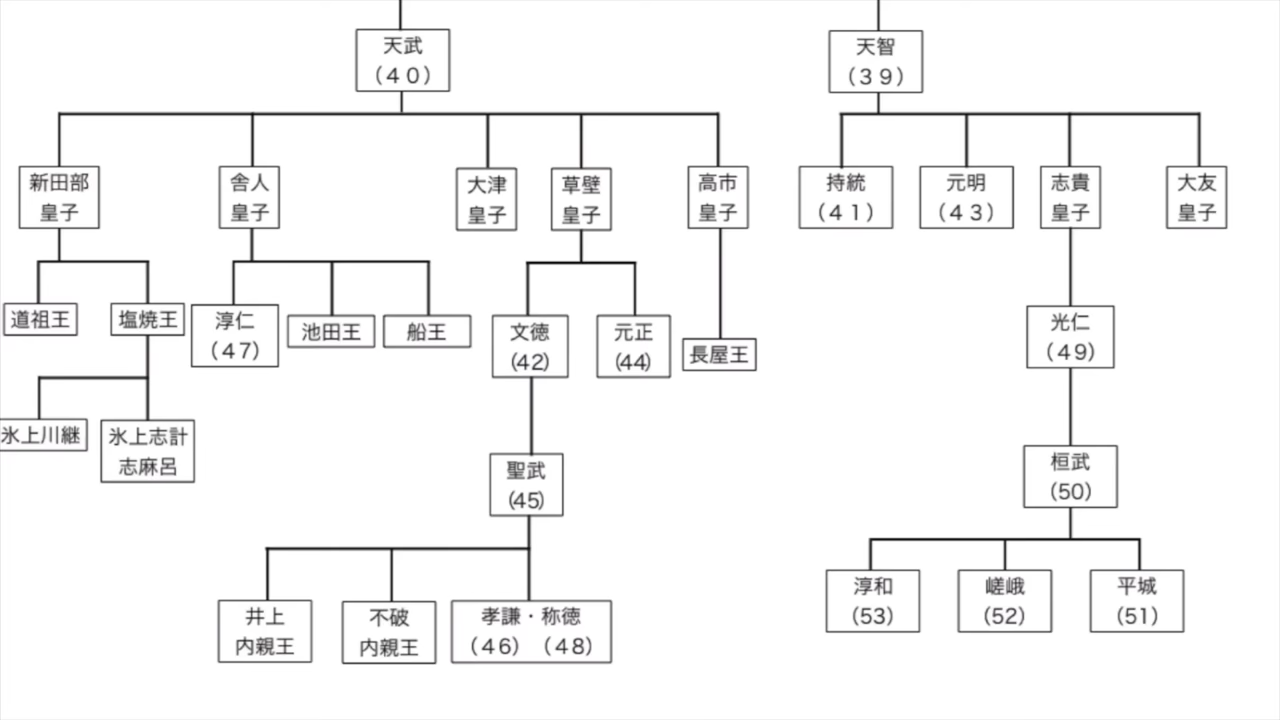 天武
（４０）
天智
（３９）
新田部
皇子
舎人
皇子
大津
皇子
草壁
皇子
高市
皇子
持統
（４１）
元明
（４３）
志貴
皇子
大友
皇子
道祖王
塩焼王
淳仁
（４７）
池田王
船王
文徳
(42)
元正
(44)
長屋王
光仁
（49）
氷上川継
氷上志計
志麻呂
聖武
(45)
桓武
（50）
井上
内親王
不破
内親王
孝謙・称徳
（４６）（４８）
淳和
（53）
嵯峨
（52）
平城
（51）